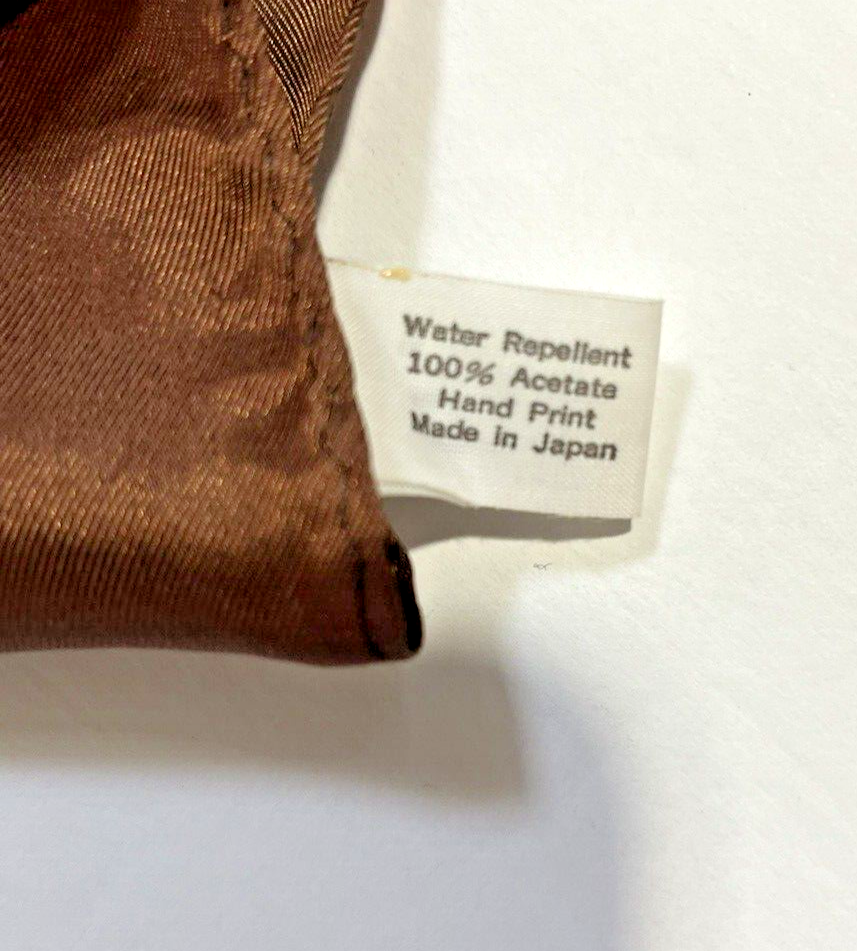 Water Repellent
100% Acetate
Hand Print
Made in Japan